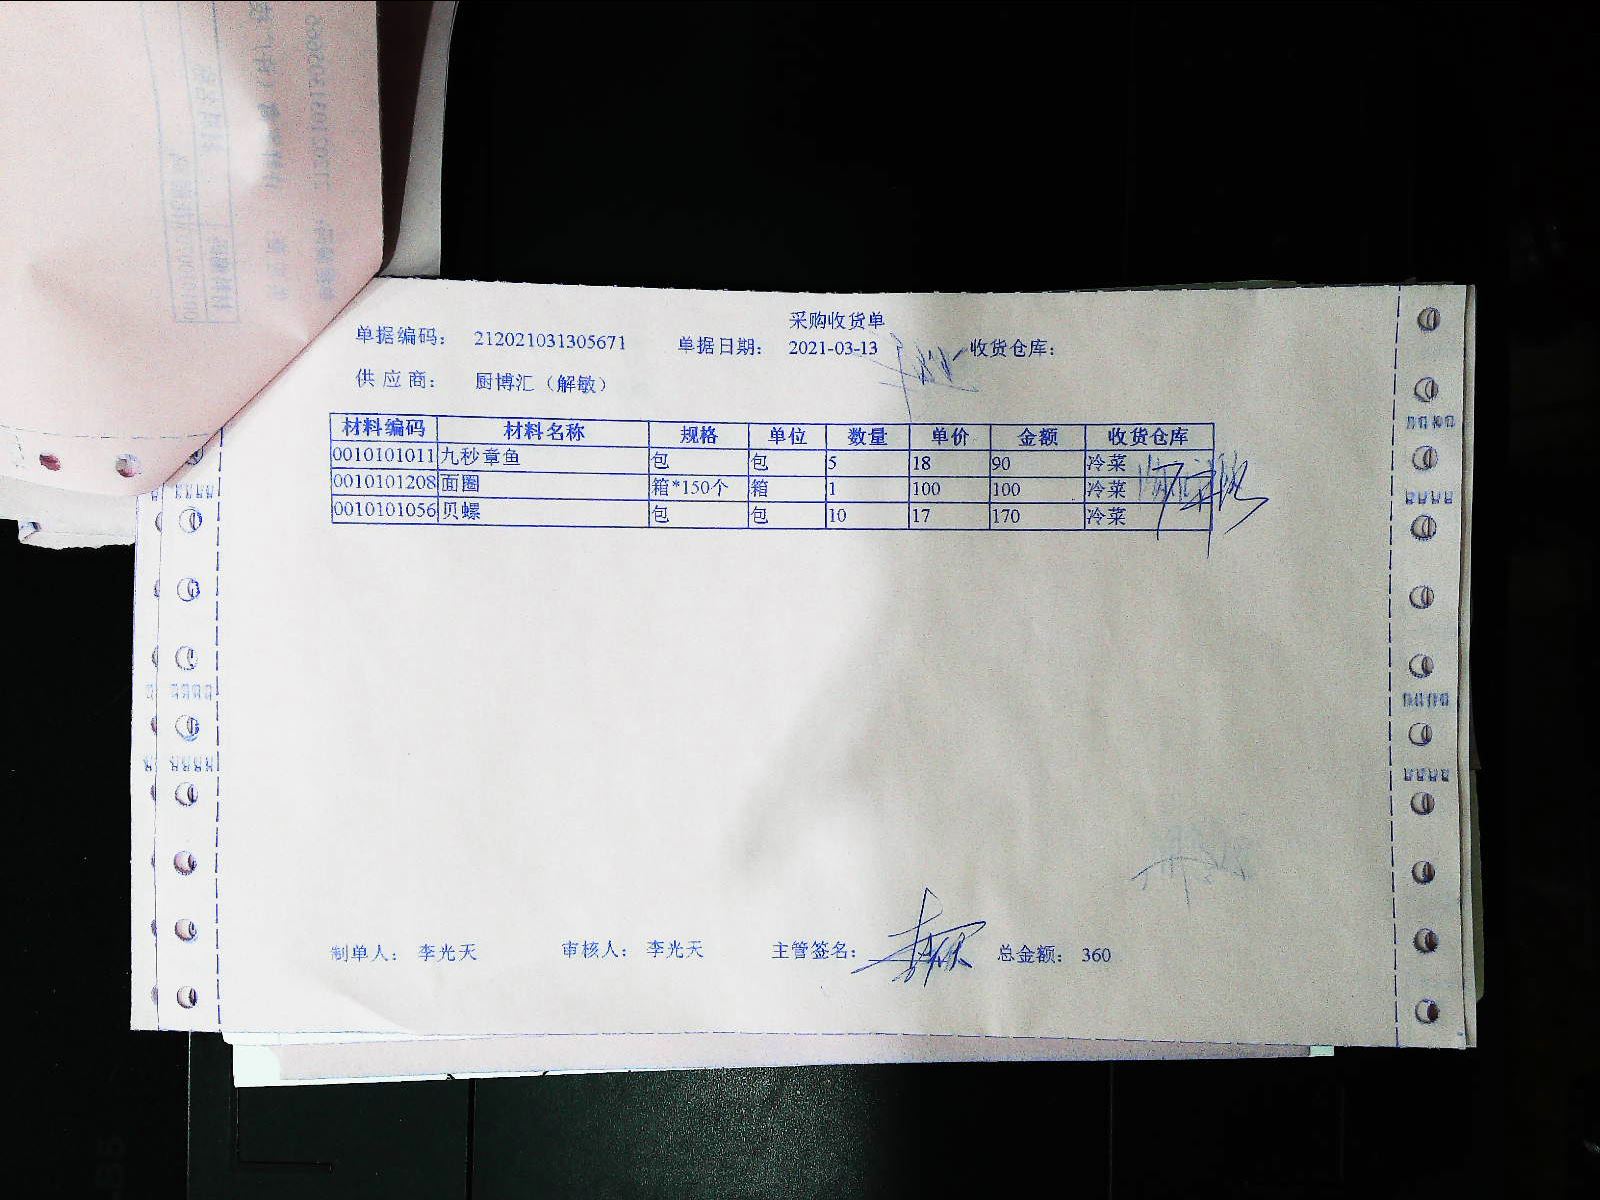 采购收货单
单据编码： 212021031305671 单据日期： 2021-03-13 收货仓库：
供 应 商： 厨博汇（解敏）
材料编码 材料名称 规格 单位 数量 单价 金额 收货仓库
0010101011 九秒章鱼 包 包 5 18 90 冷菜
0010101208 面圈 箱*150个 箱 1 100 100 冷菜
0010101056 贝螺 包 包 10 17 170 冷菜
制单人： 李光天 审核人： 李光天 主管签名： 总金额： 360